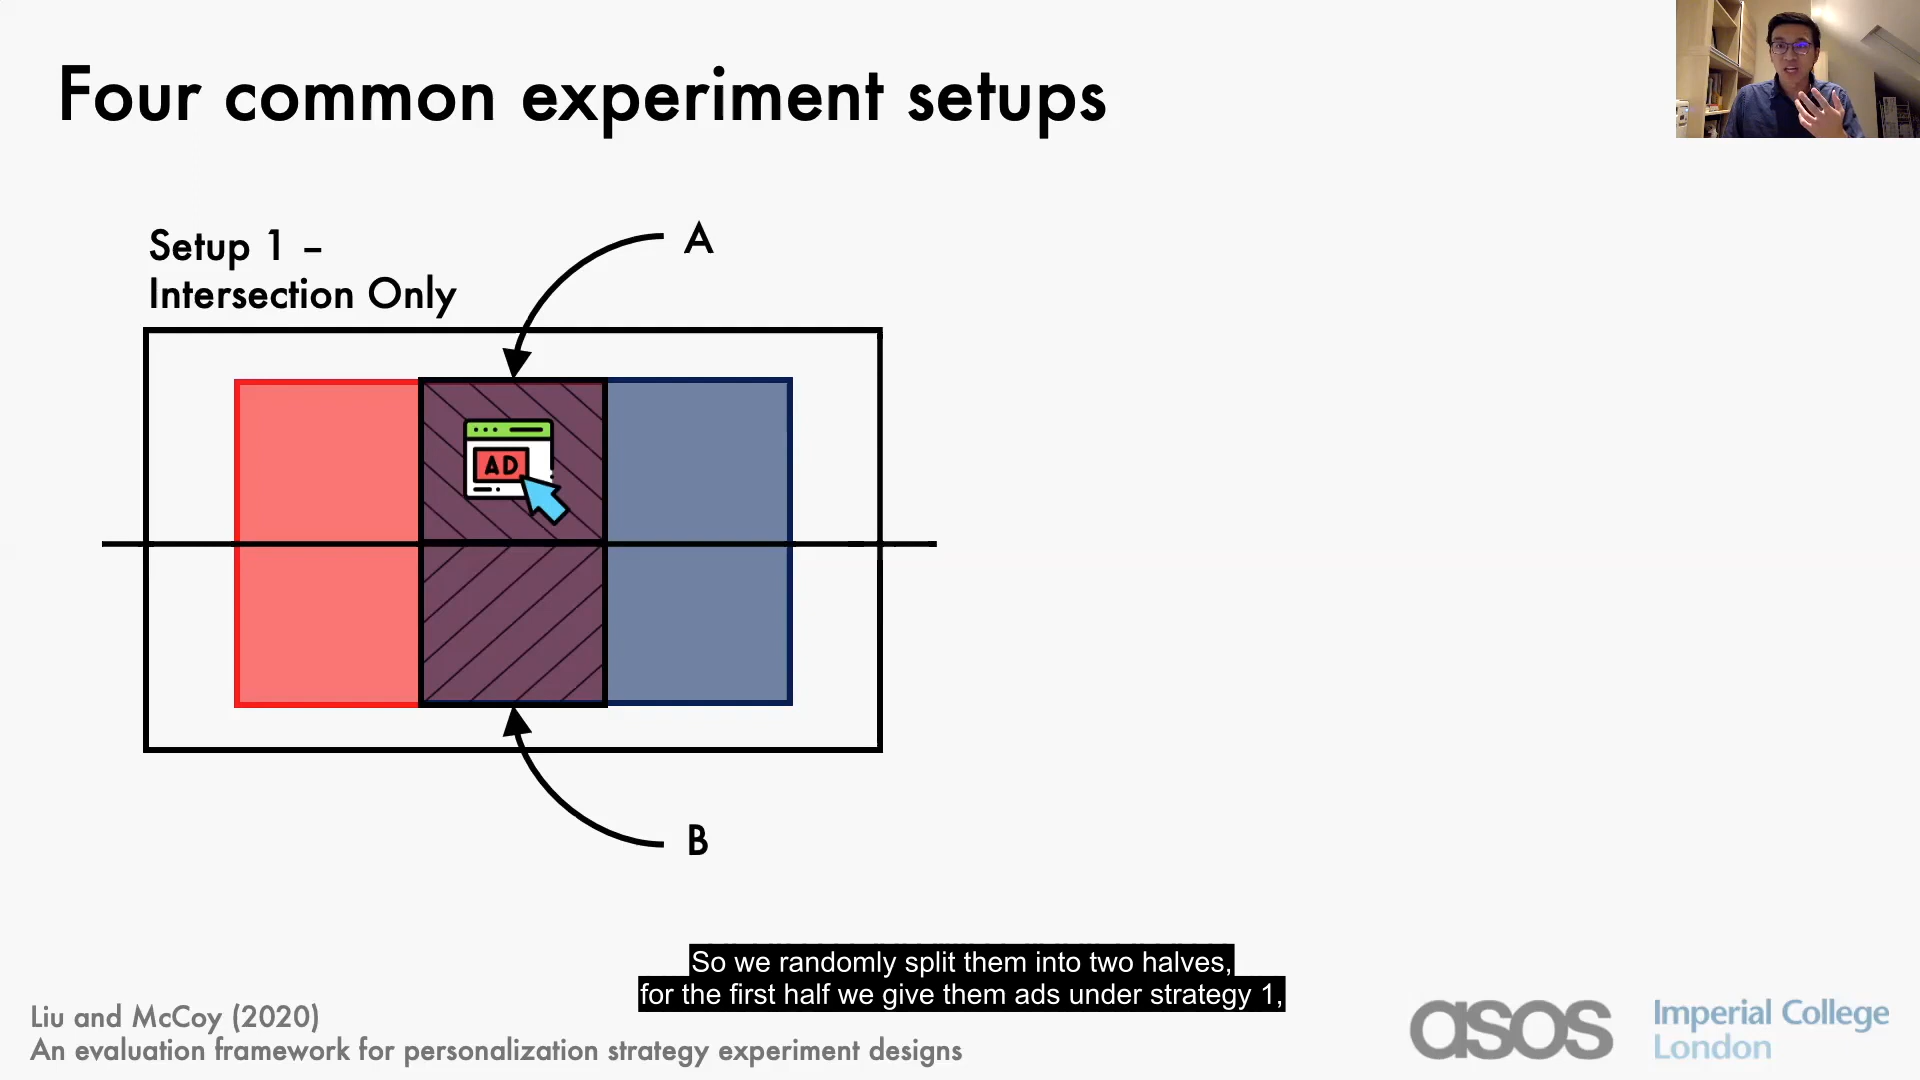 Four common experiment setups
Setup 1 –
Intersection Only
A
AD
B
So we randomly split them into two halves,
for the first half we give them ads under strategy 1,
Liu and McCoy (2020)
An evaluation framework for personalization strategy experiment designs
asos
Imperial College
London